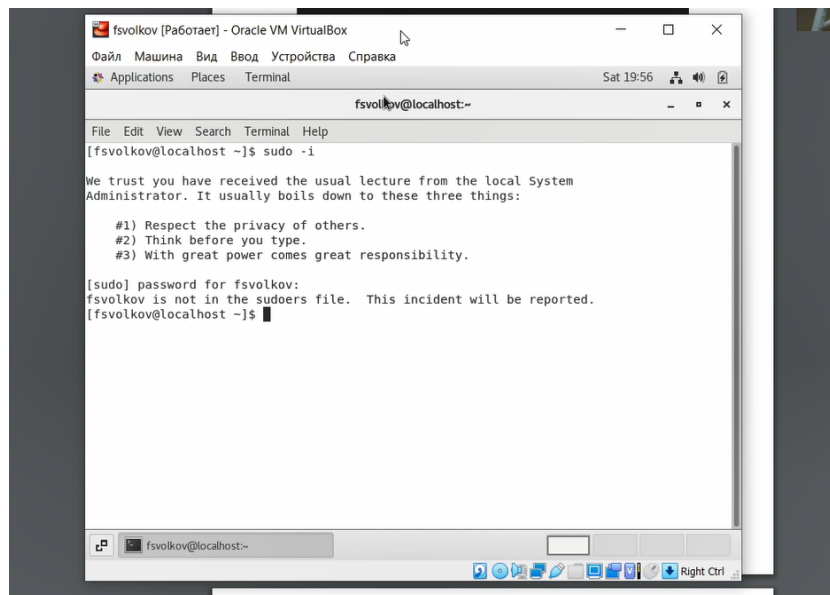 fsvolkov [Работает] - Oracle VM VirtualBox
Файл Машина Вид Ввод Устройства Справка
Applications Places Terminal Sat 19:56
fsvolkov@localhost:~
File Edit View Search Terminal Help
[fsvolkov@localhost ~]$ sudo -i
We trust you have received the usual lecture from the local System
Administrator. It usually boils down to these three things:
#1) Respect the privacy of others.
#2) Think before you type.
#3) With great power comes great responsibility.
[sudo] password for fsvolkov:
fsvolkov is not in the sudoers file.  This incident will be reported.
[fsvolkov@localhost ~]$
fsvolkov@localhost:~
Right Ctrl